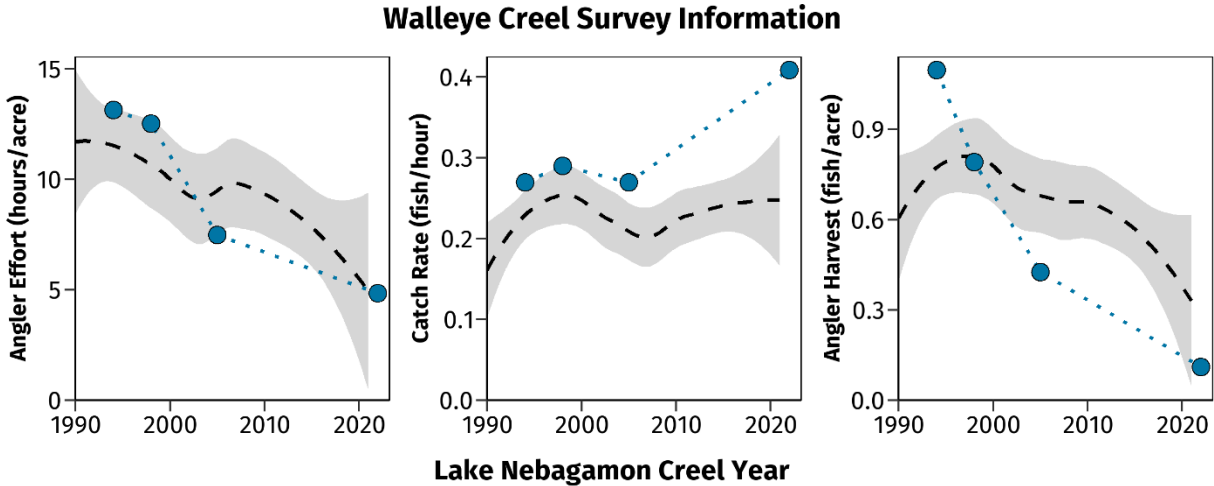 Walleye Creel Survey Information
Angler Effort (hours/acre)
15
10
5
0
1990 2000 2010 2020
Catch Rate (fish/hour)
0.4
0.3
0.2
0.1
0.0
1990 2000 2010 2020
Angler Harvest (fish/acre)
0.9
0.6
0.3
0.0
1990 2000 2010 2020
Lake Nebagamon Creel Year